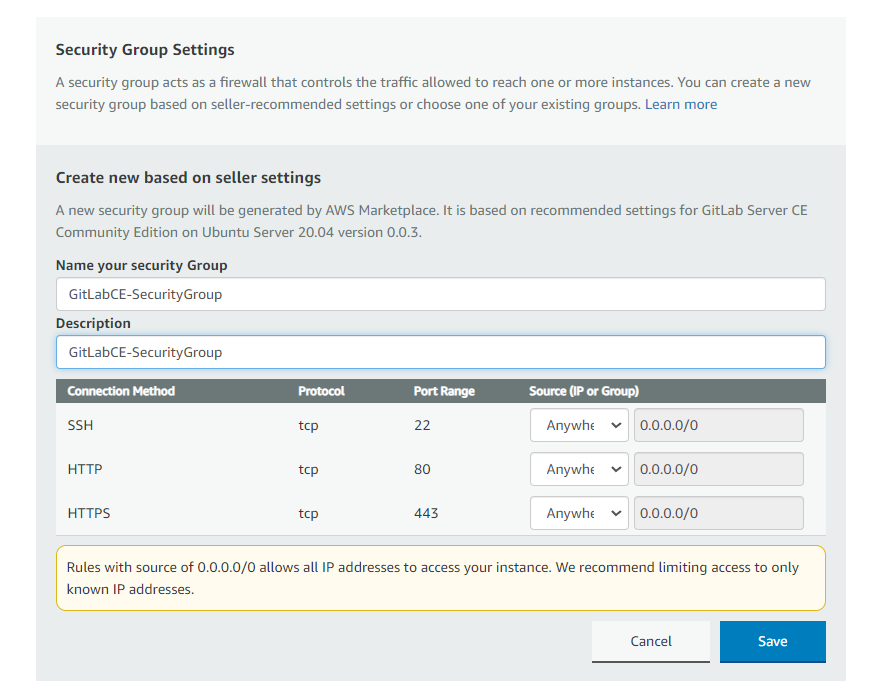 Security Group Settings
A security group acts as a firewall that controls the traffic allowed to reach one or more instances. You can create a new
security group based on seller-recommended settings or choose one of your existing groups. Learn more
Create new based on seller settings
A new security group will be generated by AWS Marketplace. It is based on recommended settings for GitLab Server CE
Community Edition on Ubuntu Server 20.04 version 0.0.3.
Name your security Group
GitLabCE-SecurityGroup
Description
GitLabCE-SecurityGroup
Connection Method Protocol Port Range Source (IP or Group)
SSH tcp 22 Anywhe 0.0.0.0/0
HTTP tcp 80 Anywhe 0.0.0.0/0
HTTPS tcp 443 Anywhe 0.0.0.0/0
Rules with source of 0.0.0.0/0 allows all IP addresses to access your instance. We recommend limiting access to only
known IP addresses.
Cancel Save